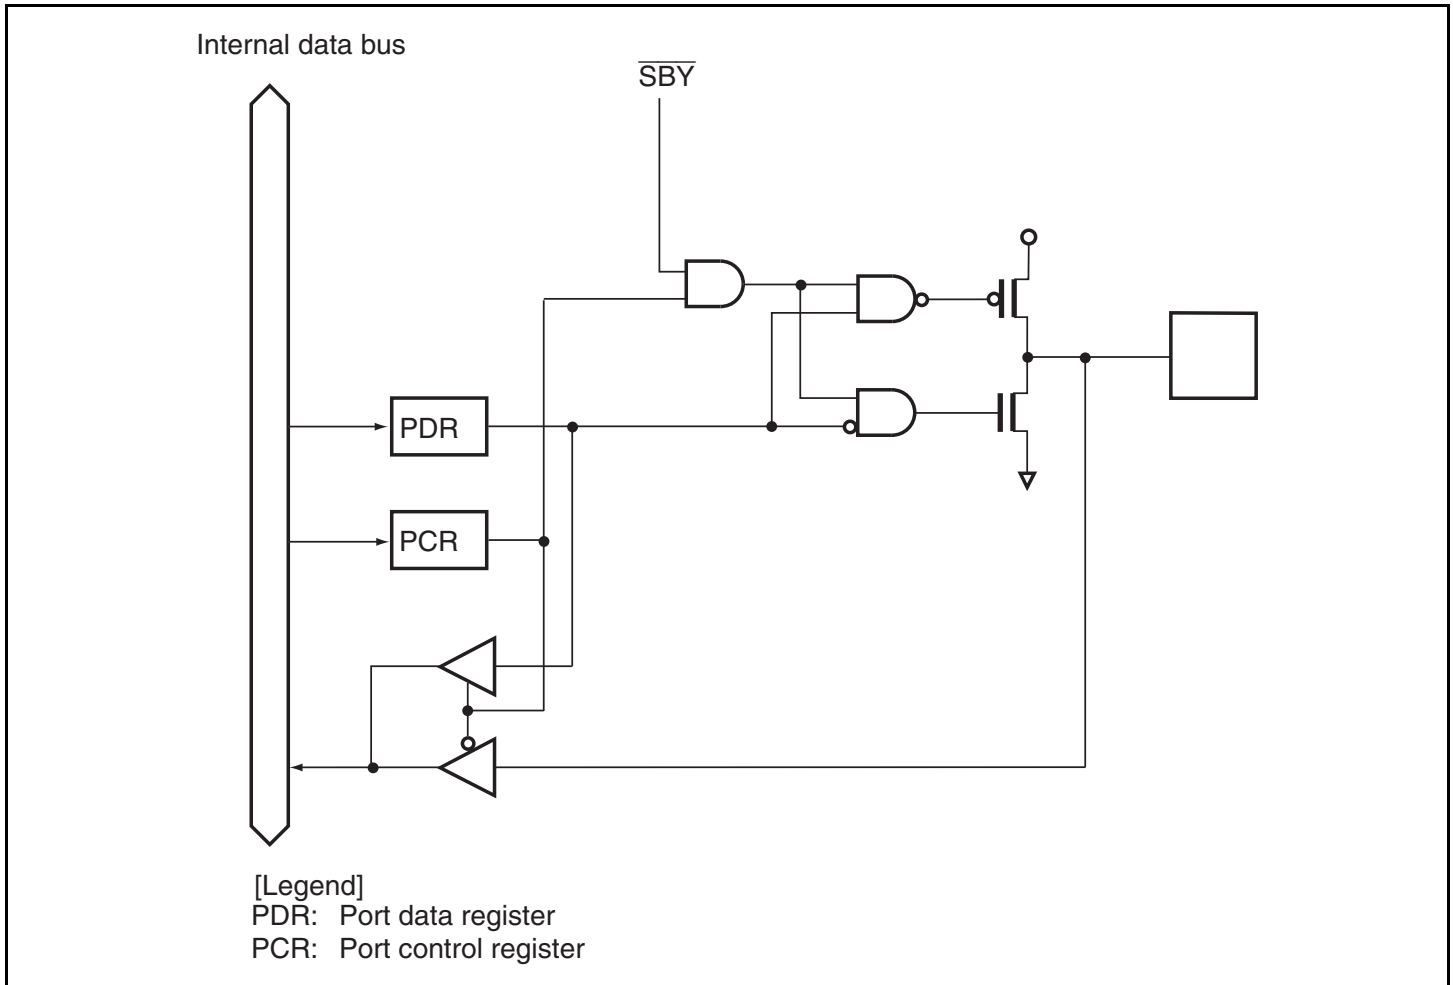 Internal data bus
SBY
PDR
PCR
[Legend]
PDR: Port data register
PCR: Port control register